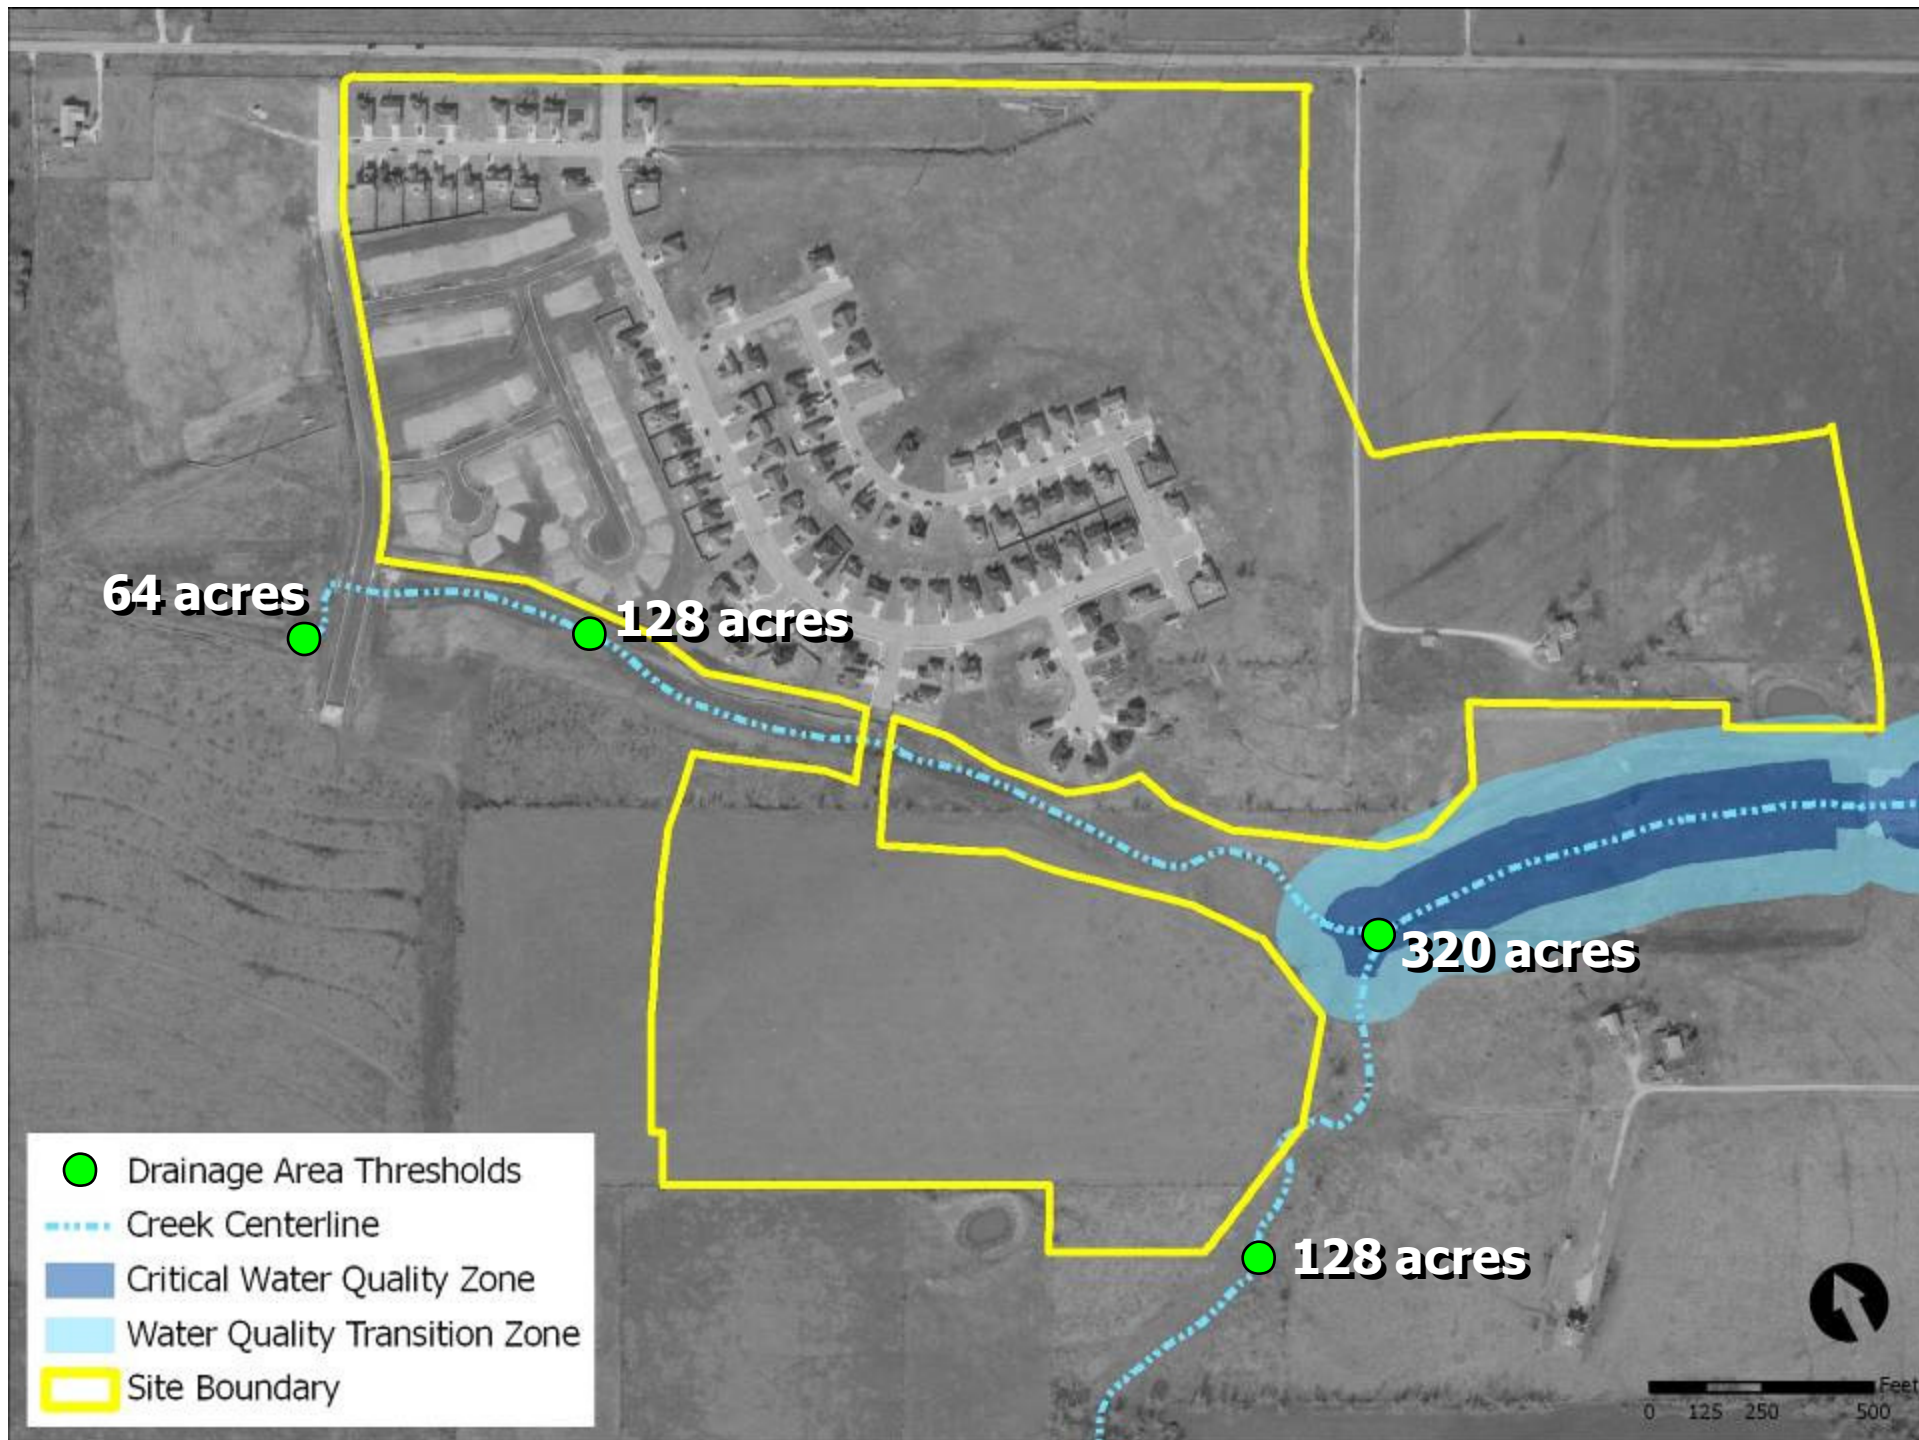 64 acres
128 acres
320 acres
128 acres
Drainage Area Thresholds
Creek Centerline
Critical Water Quality Zone
Water Quality Transition Zone
Site Boundary
Feet
0 125 250 500